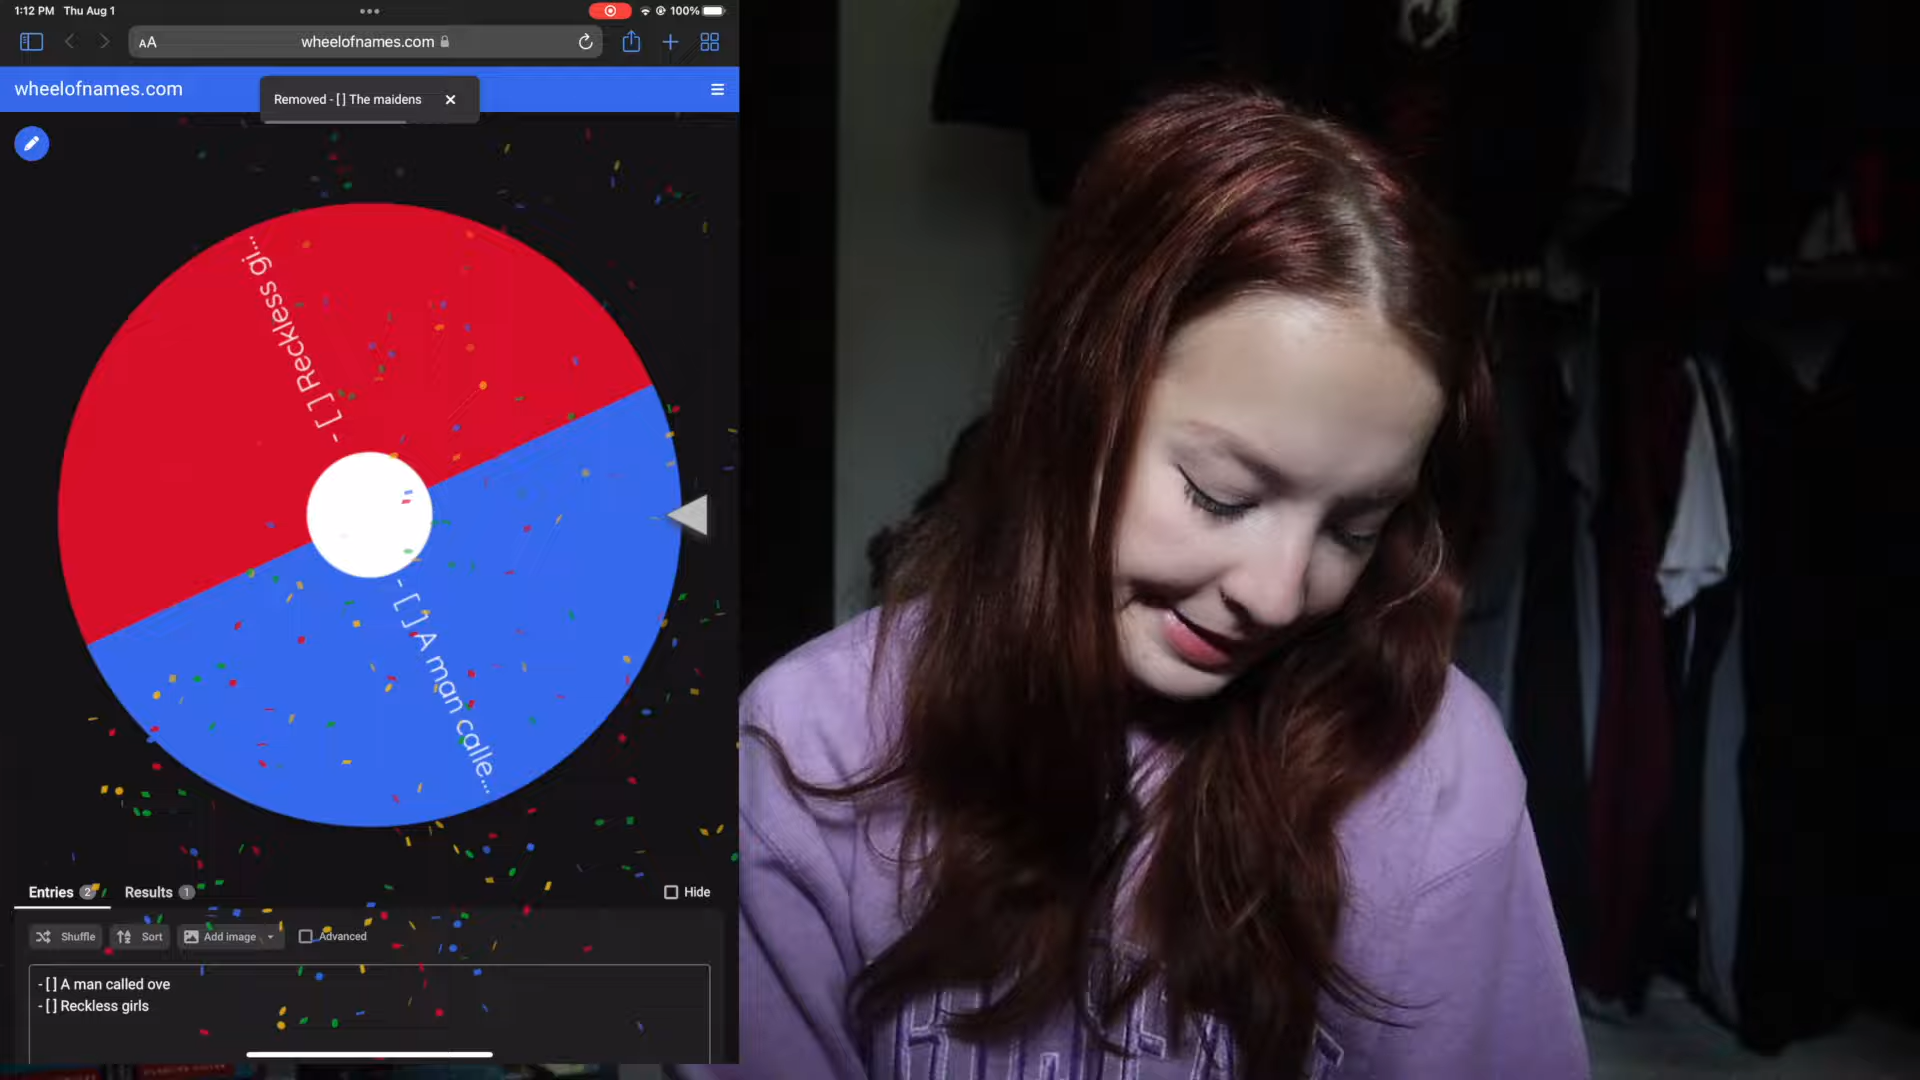 1:12 PM Thu Aug 1
100%
AA
wheelofnames.com
wheelofnames.com
Removed - [ ] The maidens
- [ ] Reckless gi...
- [ ] A man calle...
Entries 2
Results 1
Hide
Shuffle
Sort
Add image
Advanced
- [ ] A man called ove
- [ ] Reckless girls